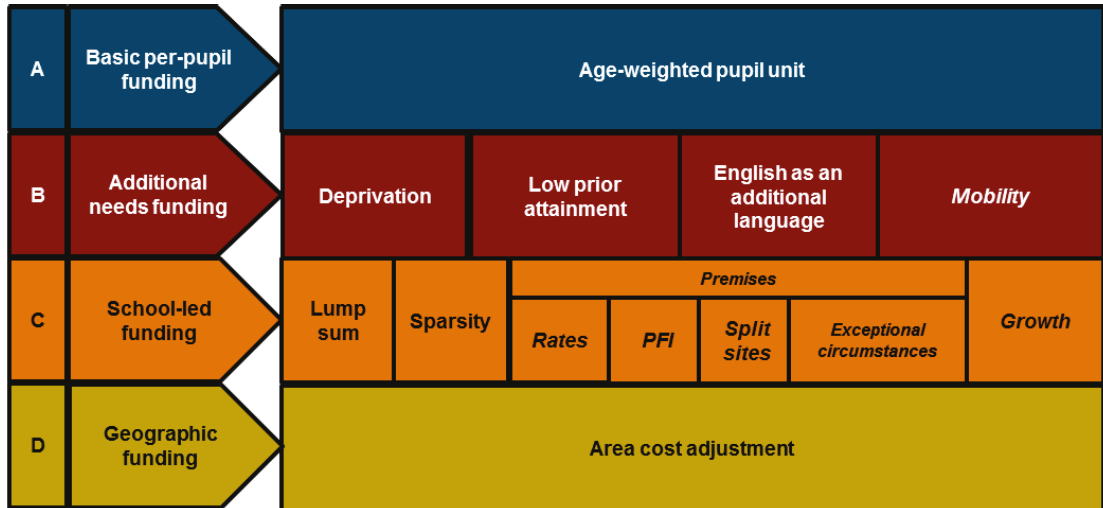 A
Basic per-pupil
funding
Age-weighted pupil unit
B
Additional
needs funding
Deprivation
Low prior
attainment
English as an
additional
language
Mobility
C
School-led
funding
Lump
sum
Sparsity
Premises
Rates
PFI
Split
sites
Exceptional
circumstances
Growth
D
Geographic
funding
Area cost adjustment